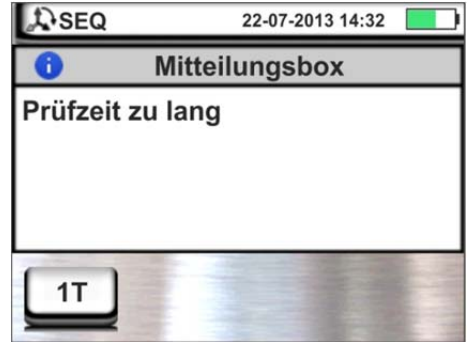 SEQ 22-07-2013 14:32
Mitteilungsbox
Prüfzeit zu lang
1T